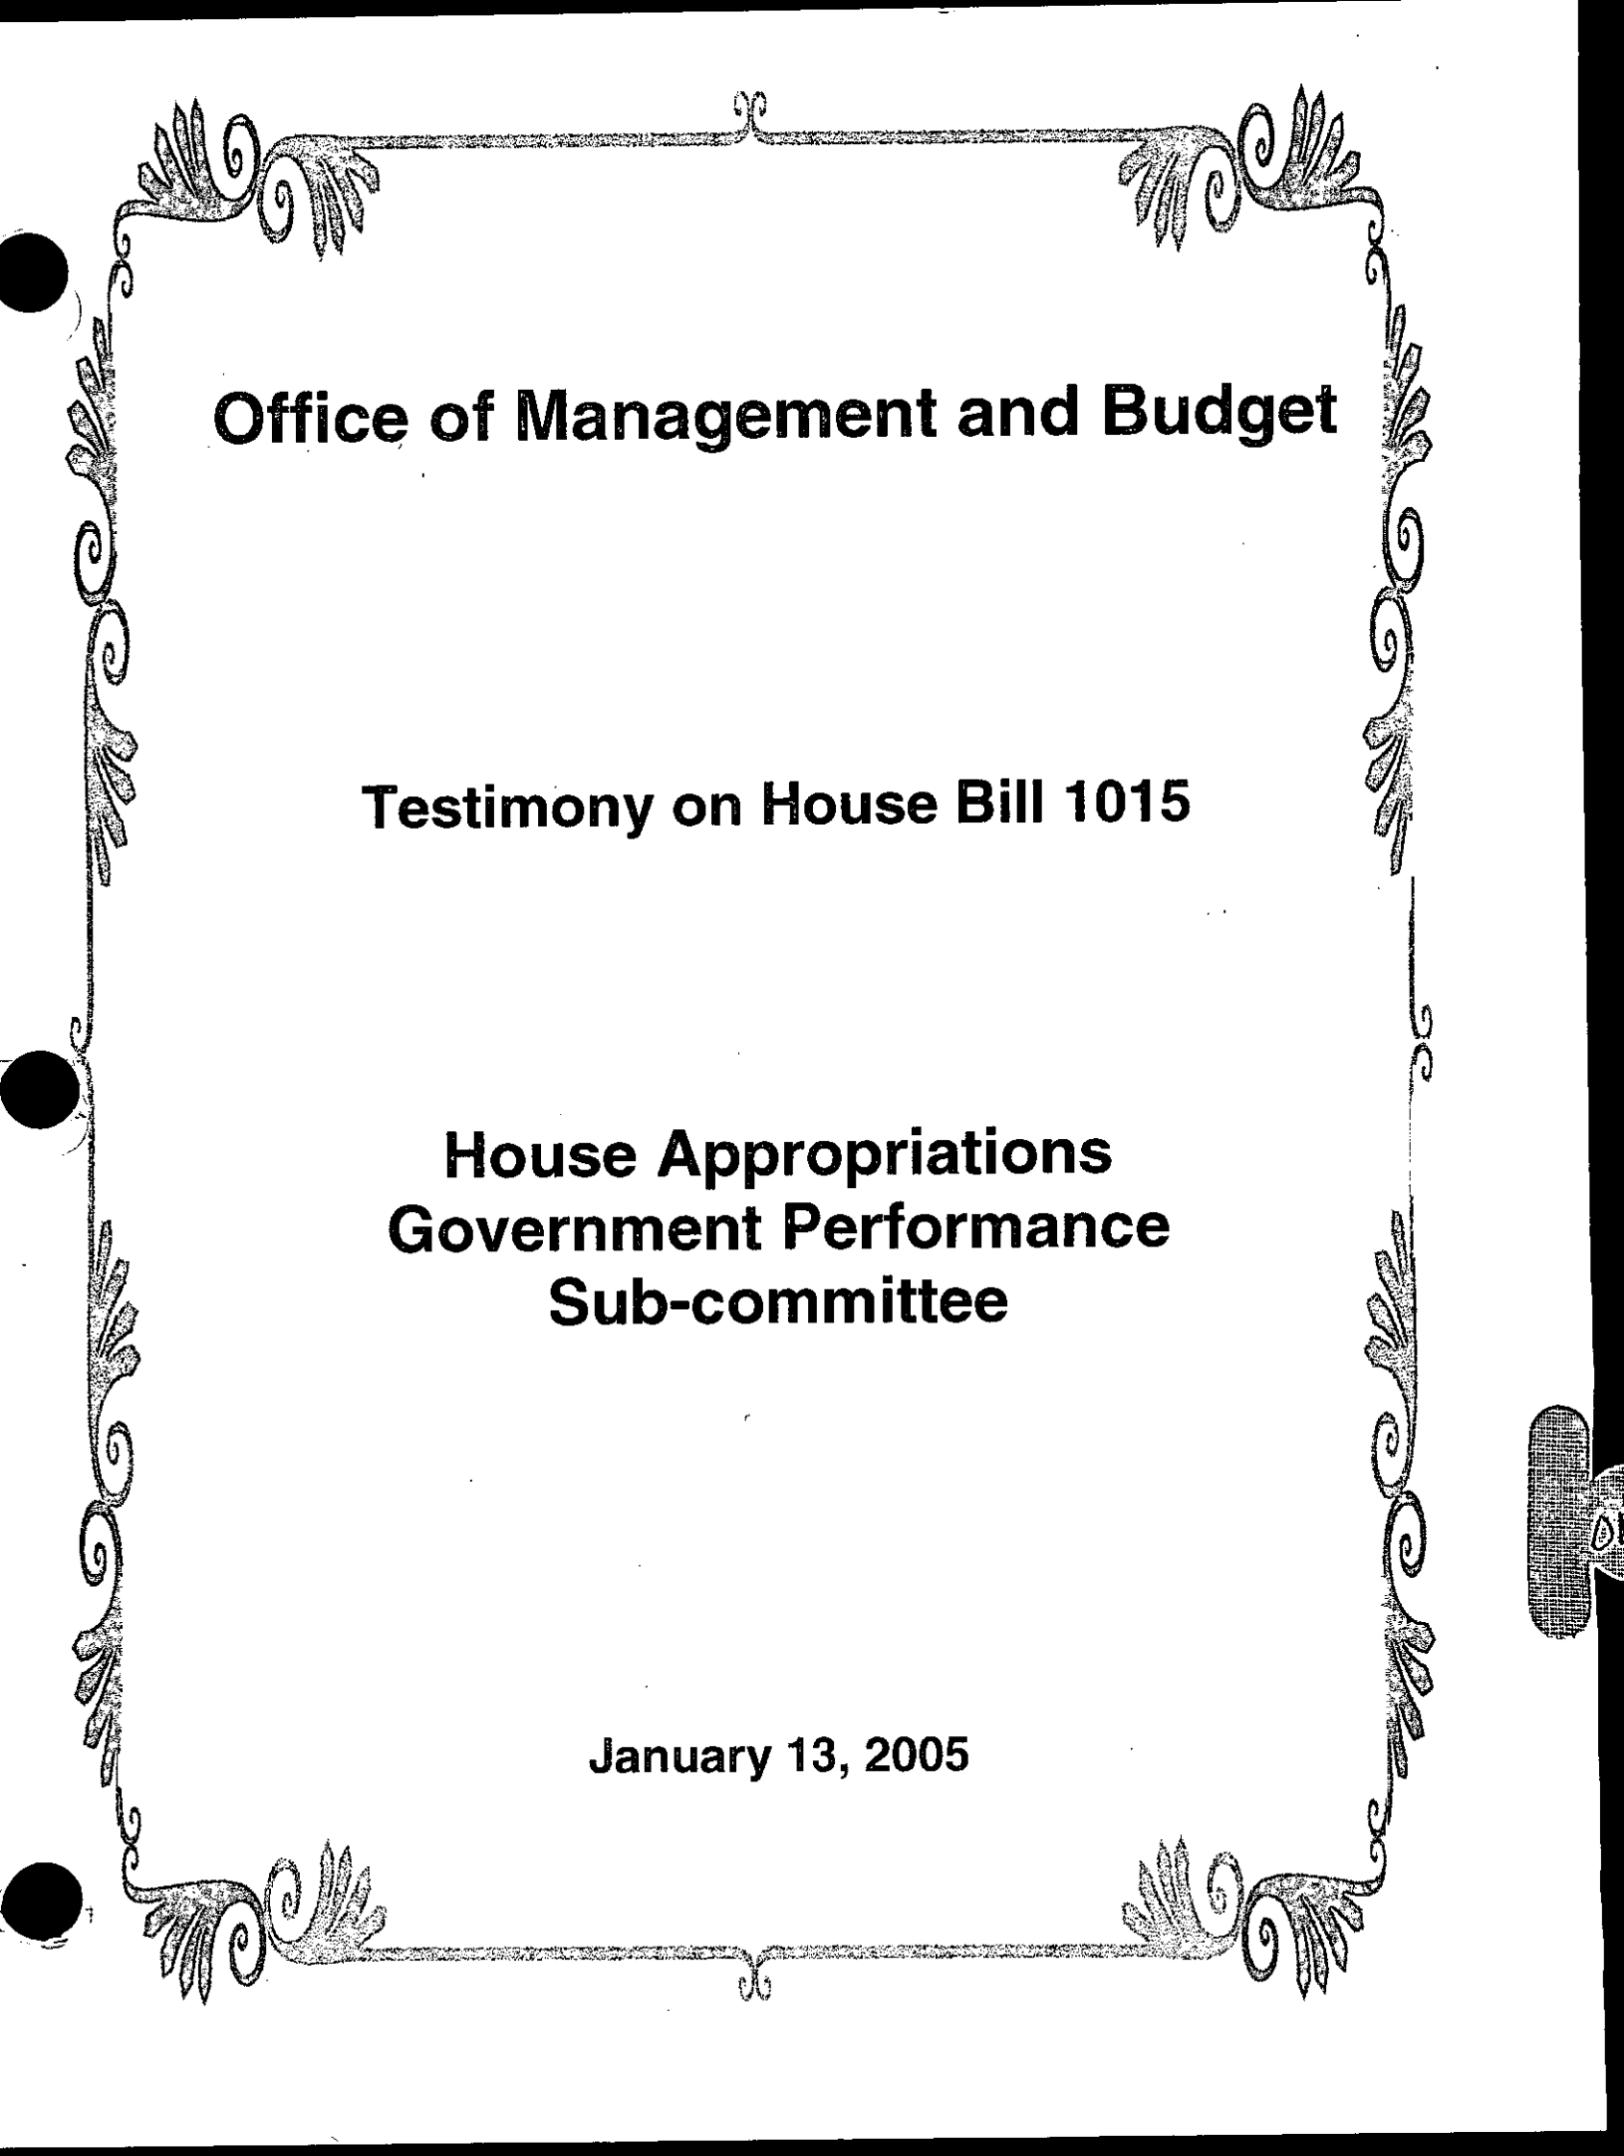 Office of Management and Budget
Testimony on House Bill 1015
House Appropriations
Government Performance
Sub-committee
January 13, 2005